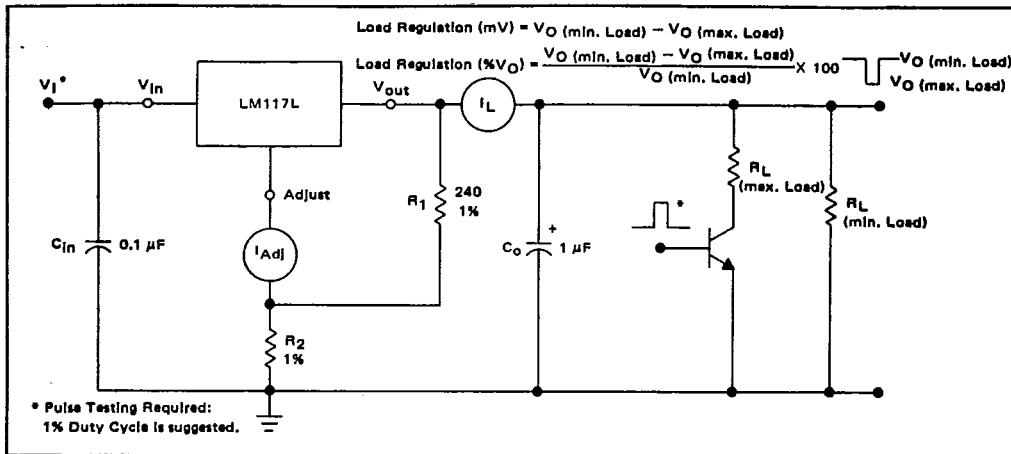 Load Regulation (mV) = VO (min. Load) - VO (max. Load)
Load Regulation (%VO) = VO (min. Load) - VO (max. Load) / VO (min. Load) X 100
VO (min. Load)
VO (max. Load)
VI*
Vin
LM117L
Vout
IL
Adjust
R1
240
1%
RL
(max. Load)
RL
(min. Load)
*
Cin
0.1 µF
IAdj
CO
+
1 µF
R2
1%
* Pulse Testing Required:
1% Duty Cycle is suggested.